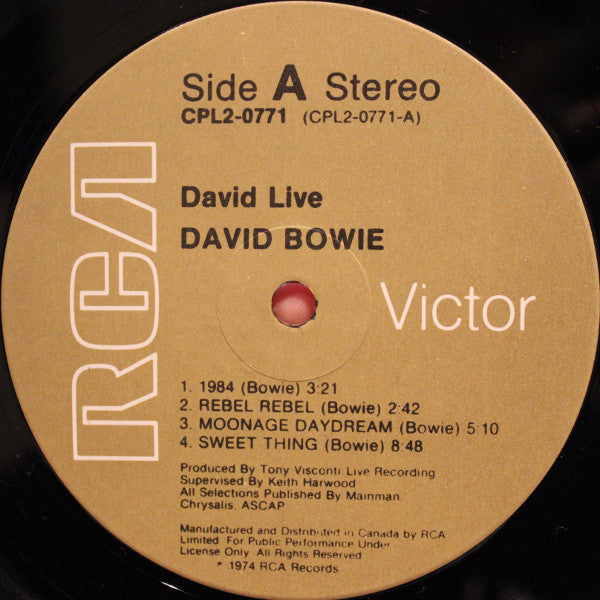 Side A Stereo
CPL2-0771 (CPL2-0771-A)
David Live
DAVID BOWIE
RCA
Victor
1. 1984 (Bowie) 3:21
2. REBEL REBEL (Bowie) 2:42
3. MOONAGE DAYDREAM (Bowie) 5:10
4. SWEET THING (Bowie) 8:48
Produced By Tony Visconti Live Recording
Supervised By Keith Harwood
All Selections Published By Mainman
Chrysalis, ASCAP
Manufactured and Distributed in Canada by RCA
Limited. For Public Performance Under
License Only. All Rights Reserved
℗ 1974 RCA Records